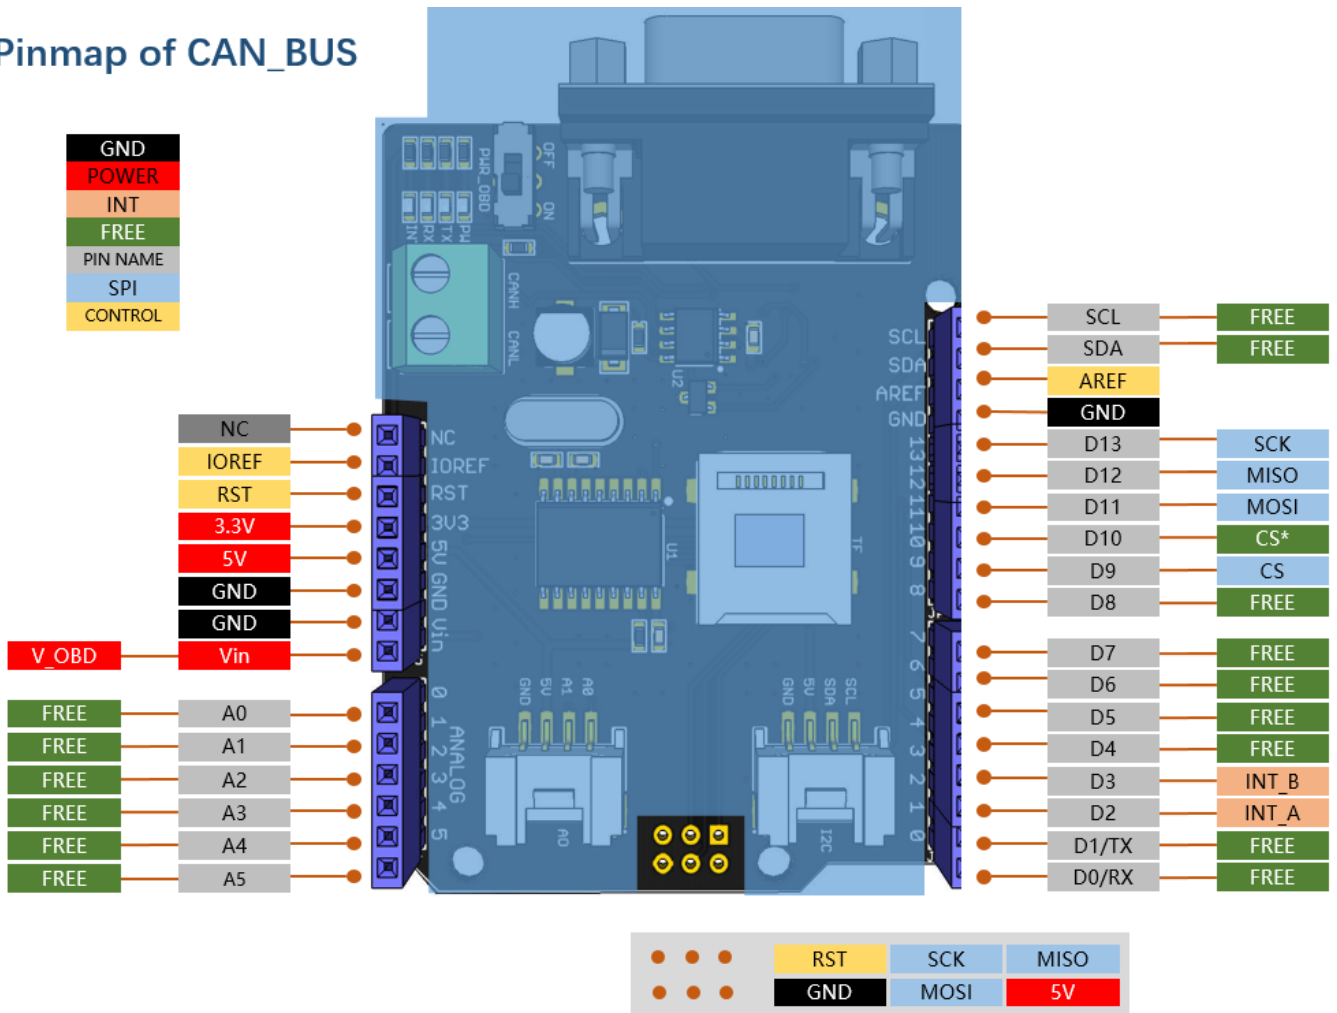 Pinmap of CAN_BUS
GND
POWER
INT
FREE
PIN NAME
SPI
CONTROL
OFF
PWR_OBD
ON
INT
RX
TX
CANH
CANL
U2
U1
TF
NC
IOREF
RST
3.3V
5V
GND
GND
V_OBD Vin
FREE A0
FREE A1
FREE A2
FREE A3
FREE A4
FREE A5
NC
IOREF
RST
3V3
5V
GND
Vin
0
1
2
3
4
5
ANALOG
GND
5V
A1
A0
A0
GND
5V
SDA
SCL
I2C
SCL
SDA
AREF
GND
13
12
11
10
9
8
7
6
5
4
3
2
1
0
SCL FREE
SDA FREE
AREF
GND
D13 SCK
D12 MISO
D11 MOSI
D10 CS*
D9 CS
D8 FREE
D7 FREE
D6 FREE
D5 FREE
D4 FREE
D3 INT_B
D2 INT_A
D1/TX FREE
D0/RX FREE
RST SCK MISO
GND MOSI 5V